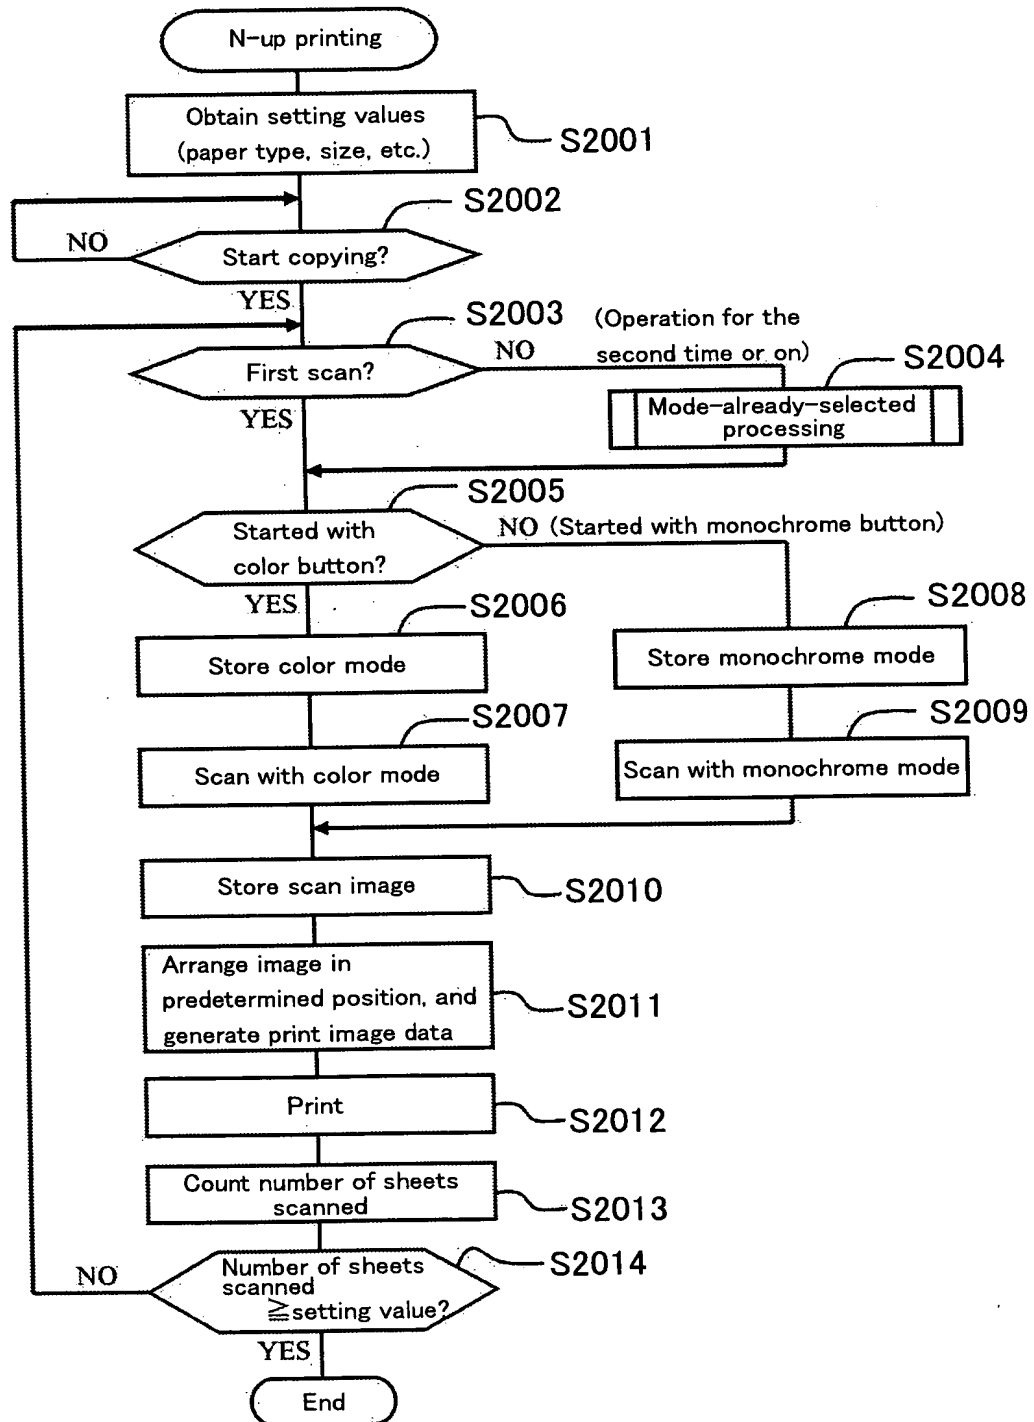 N-up printing
Obtain setting values
(paper type, size, etc.)
S2001
S2002
NO
Start copying?
YES
S2003
(Operation for the
NO
second time or on)
S2004
First scan?
Mode-already-selected
processing
YES
S2005
Started with
color button?
NO (Started with monochrome button)
YES
S2006
S2008
Store color mode
Store monochrome mode
S2007
S2009
Scan with color mode
Scan with monochrome mode
Store scan image
S2010
Arrange image in
predetermined position, and
generate print image data
S2011
Print
S2012
Count number of sheets
scanned
S2013
S2014
Number of sheets
scanned
≧setting value?
NO
YES
End